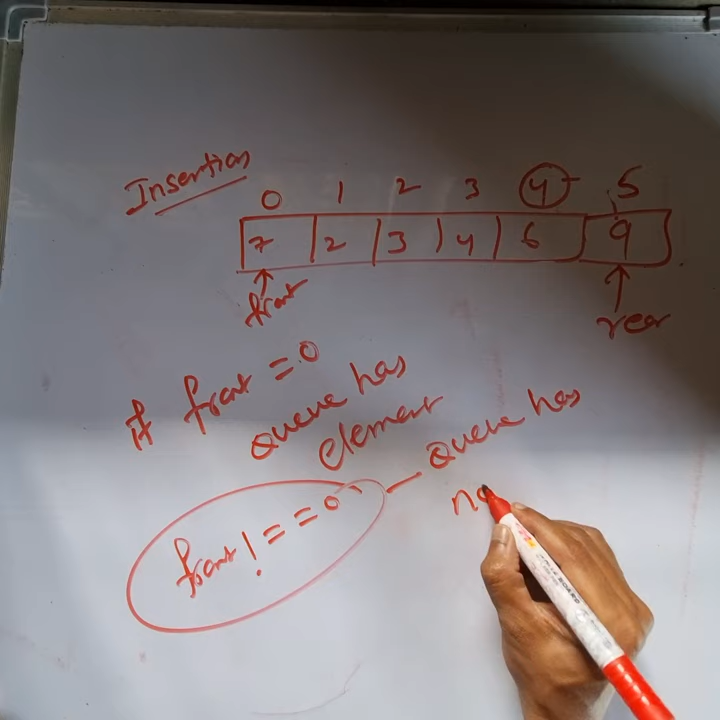 Insertion
0 1 2 3 4 5
7 2 3 4 6 9
front
rear
if front = 0
queue has
element
front ! = = 0 – Queue has
no